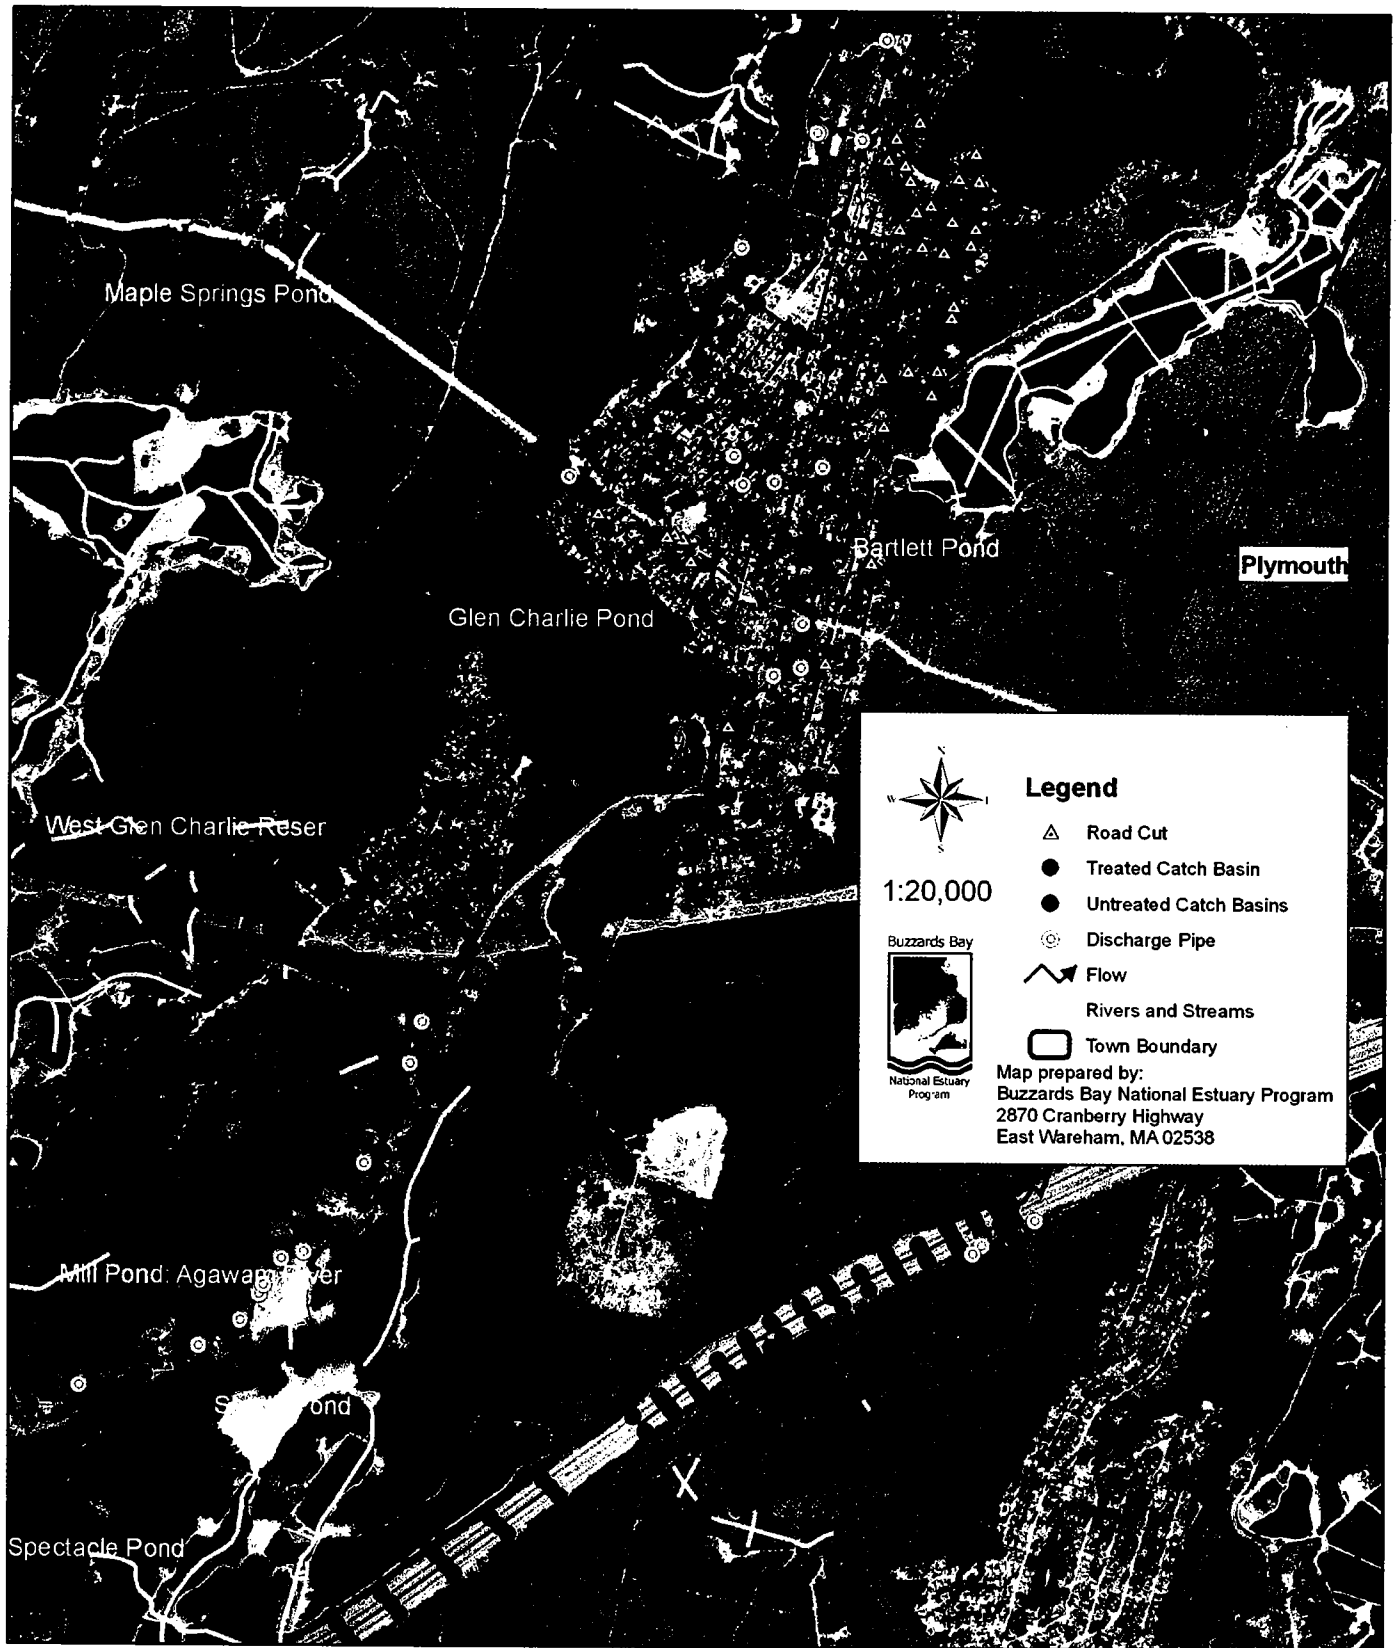 Maple Springs Pond
Bartlett Pond
Plymouth
Glen Charlie Pond
West Glen Charlie Reser
Mill Pond: Agawam River
Pond
Spectacle Pond
N
W
S
Legend
Road Cut
Treated Catch Basin
Untreated Catch Basins
Discharge Pipe
Flow
Rivers and Streams
Town Boundary
1:20,000
Buzzards Bay
National Estuary
Program
Map prepared by:
Buzzards Bay National Estuary Program
2870 Cranberry Highway
East Wareham, MA 02538